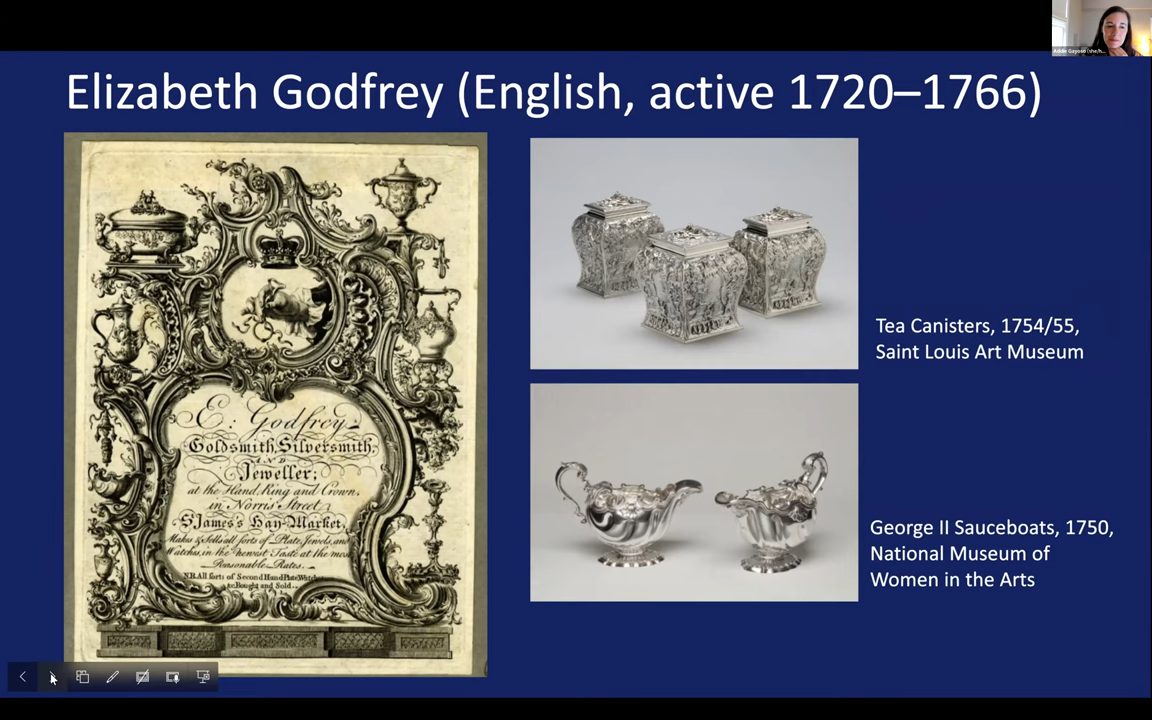 Elizabeth Godfrey (English, active 1720–1766)
E: Godfrey
Goldsmith, Silversmith,
AND
Jeweller;
at the Hand, Ring and Crown,
in Norris Street
St James's Hay-Market,
Makes & Sells all sorts of Plate, Jewels, and
Watches, in the newest Taste at the most
Reasonable Rates.
NB. All sorts of Second Hand Plate, Watches
&c. Bought and Sold
Tea Canisters, 1754/55,
Saint Louis Art Museum
George II Sauceboats, 1750,
National Museum of
Women in the Arts